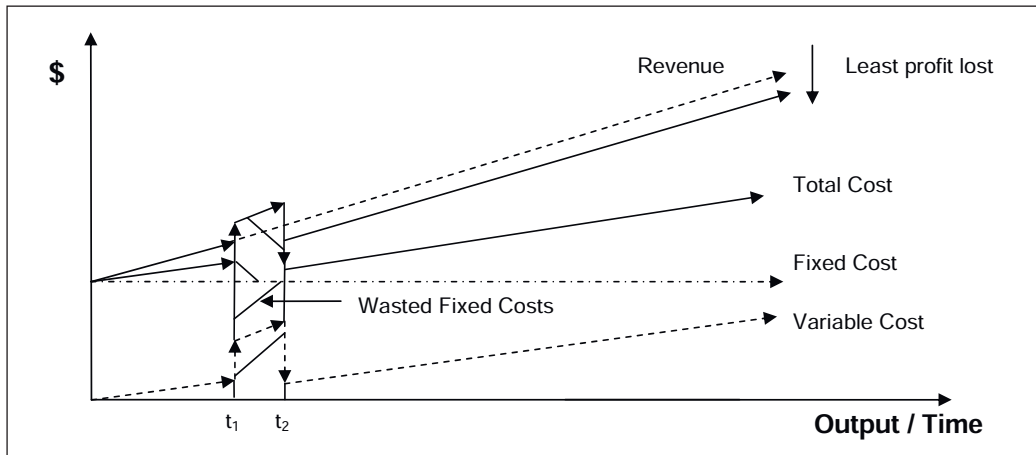 $
Revenue
Least profit lost
Total Cost
Fixed Cost
Wasted Fixed Costs
Variable Cost
t1
t2
Output / Time